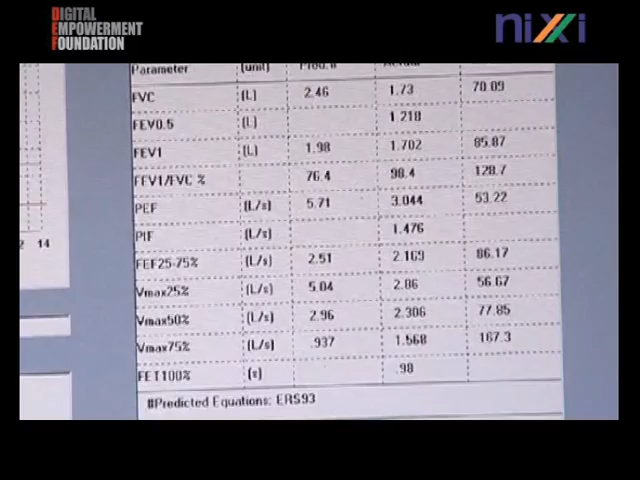 DIGITAL
EMPOWERMENT
FOUNDATION
nixi
Parameter (unit) Pred.#
FVC (L) 2.46 1.73 70.09
FEV0.5 (L) 1.218
FEV1 (L) 1.98 1.702 85.87
FEV1/FVC % 76.4 98.4 128.7
PEF (L/s) 5.71 3.044 53.22
PIF (L/s) 1.476
FEF25-75% (L/s) 2.51 2.169 86.17
Vmax25% (L/s) 5.04 2.86 56.67
Vmax50% (L/s) 2.96 2.306 77.85
Vmax75% (L/s) .937 1.568 167.3
FET100% (s) .98
#Predicted Equations: ERS93
2 14